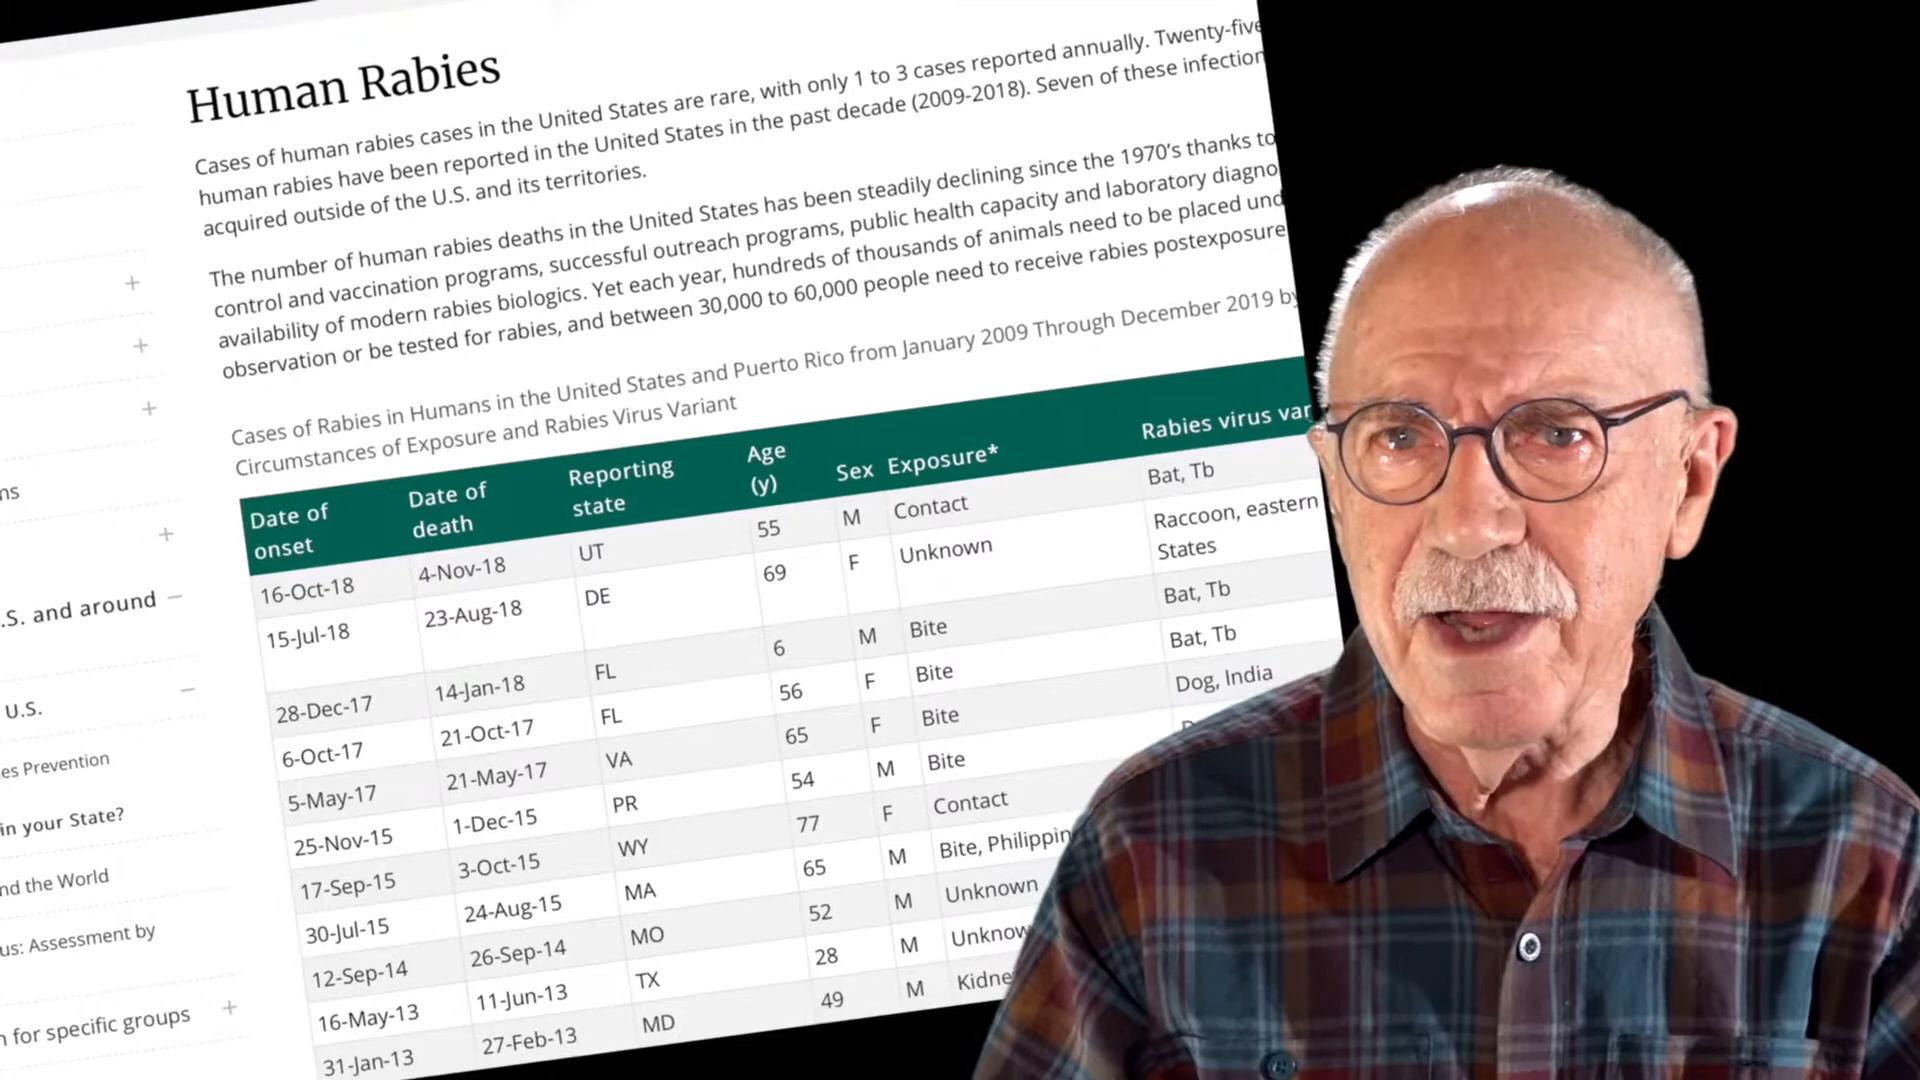 Human Rabies
Cases of human rabies cases in the United States are rare, with only 1 to 3 cases reported annually. Twenty-five
human rabies have been reported in the United States in the past decade (2009-2018). Seven of these infection
acquired outside of the U.S. and its territories.
The number of human rabies deaths in the United States has been steadily declining since the 1970's thanks to
control and vaccination programs, successful outreach programs, public health capacity and laboratory diagno
availability of modern rabies biologics. Yet each year, hundreds of thousands of animals need to be placed und
observation or be tested for rabies, and between 30,000 to 60,000 people need to receive rabies postexposure
Cases of Rabies in Humans in the United States and Puerto Rico from January 2009 Through December 2019 by
Circumstances of Exposure and Rabies Virus Variant
Date of onset Date of death Reporting state Age (y) Sex Exposure* Rabies virus var
16-Oct-18 4-Nov-18 UT 55 M Contact Bat, Tb
15-Jul-18 23-Aug-18 DE 69 F Unknown Raccoon, eastern States
28-Dec-17 14-Jan-18 FL 6 M Bite Bat, Tb
6-Oct-17 21-Oct-17 FL 56 F Bite Bat, Tb
5-May-17 21-May-17 VA 65 F Bite Dog, India
25-Nov-15 1-Dec-15 PR 54 M Bite
17-Sep-15 3-Oct-15 WY 77 F Contact
30-Jul-15 24-Aug-15 MA 65 M Bite, Philippin
12-Sep-14 26-Sep-14 MO 52 M Unknown
16-May-13 11-Jun-13 TX 28 M Unknow
31-Jan-13 27-Feb-13 MD 49 M Kidne
ns
.S. and around
U.S.
es Prevention
in your State?
nd the World
us: Assessment by
n for specific groups